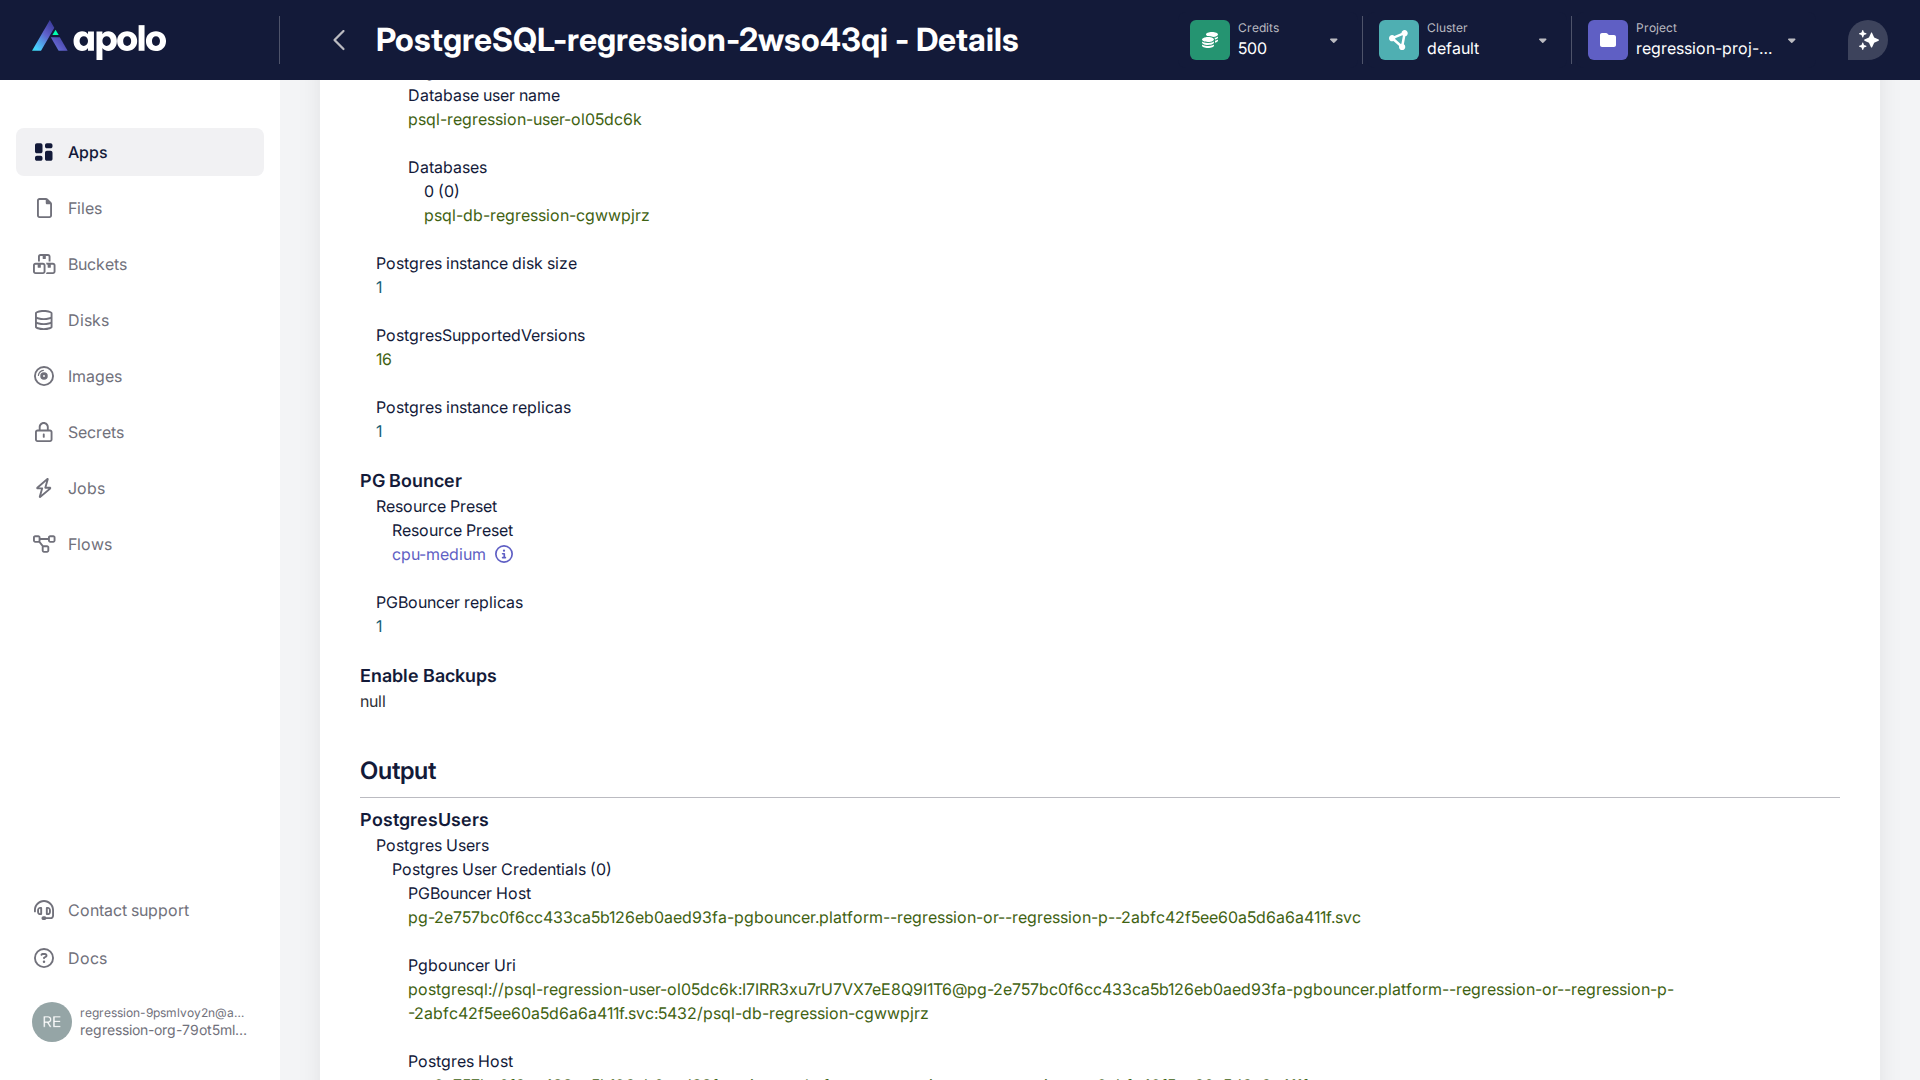 apolo
PostgreSQL-regression-2wso43qi - Details
Credits
500
Cluster
default
Project
regression-proj-...
Apps
Files
Buckets
Disks
Images
Secrets
Jobs
Flows
Contact support
Docs
RE
regression-9psmlvoy2n@a...
regression-org-79ot5ml...
Database user name
psql-regression-user-ol05dc6k
Databases
0 (0)
psql-db-regression-cgwwpjrz
Postgres instance disk size
1
PostgresSupportedVersions
16
Postgres instance replicas
1
PG Bouncer
Resource Preset
Resource Preset
cpu-medium
PGBouncer replicas
1
Enable Backups
null
Output
PostgresUsers
Postgres Users
Postgres User Credentials (0)
PGBouncer Host
pg-2e757bc0f6cc433ca5b126eb0aed93fa-pgbouncer.platform--regression-or--regression-p--2abfc42f5ee60a5d6a6a411f.svc
Pgbouncer Uri
postgresql://psql-regression-user-ol05dc6k:I7IRR3xu7rU7VX7eE8Q9I1T6@pg-2e757bc0f6cc433ca5b126eb0aed93fa-pgbouncer.platform--regression-or--regression-p-
-2abfc42f5ee60a5d6a6a411f.svc:5432/psql-db-regression-cgwwpjrz
Postgres Host